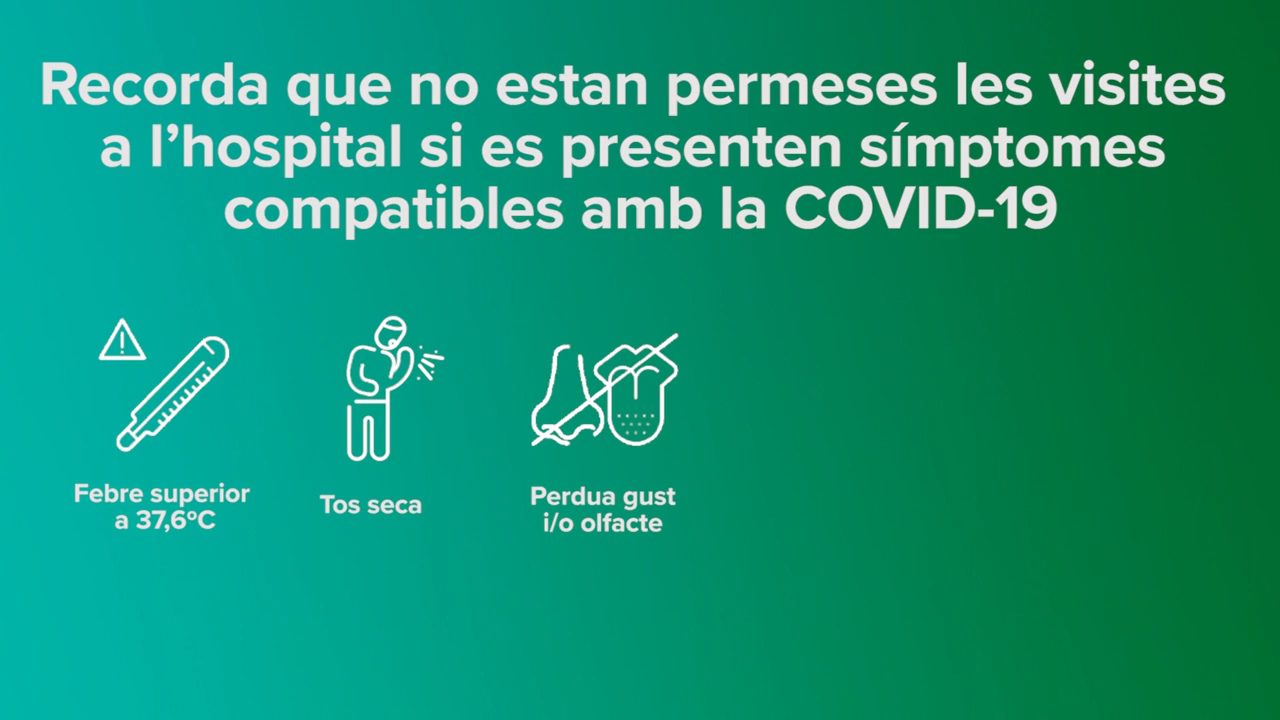 Recorda que no estan permeses les visites
a l’hospital si es presenten símptomes
compatibles amb la COVID-19
Febre superior
a 37,6ºC
Tos seca
Perdua gust
i/o olfacte